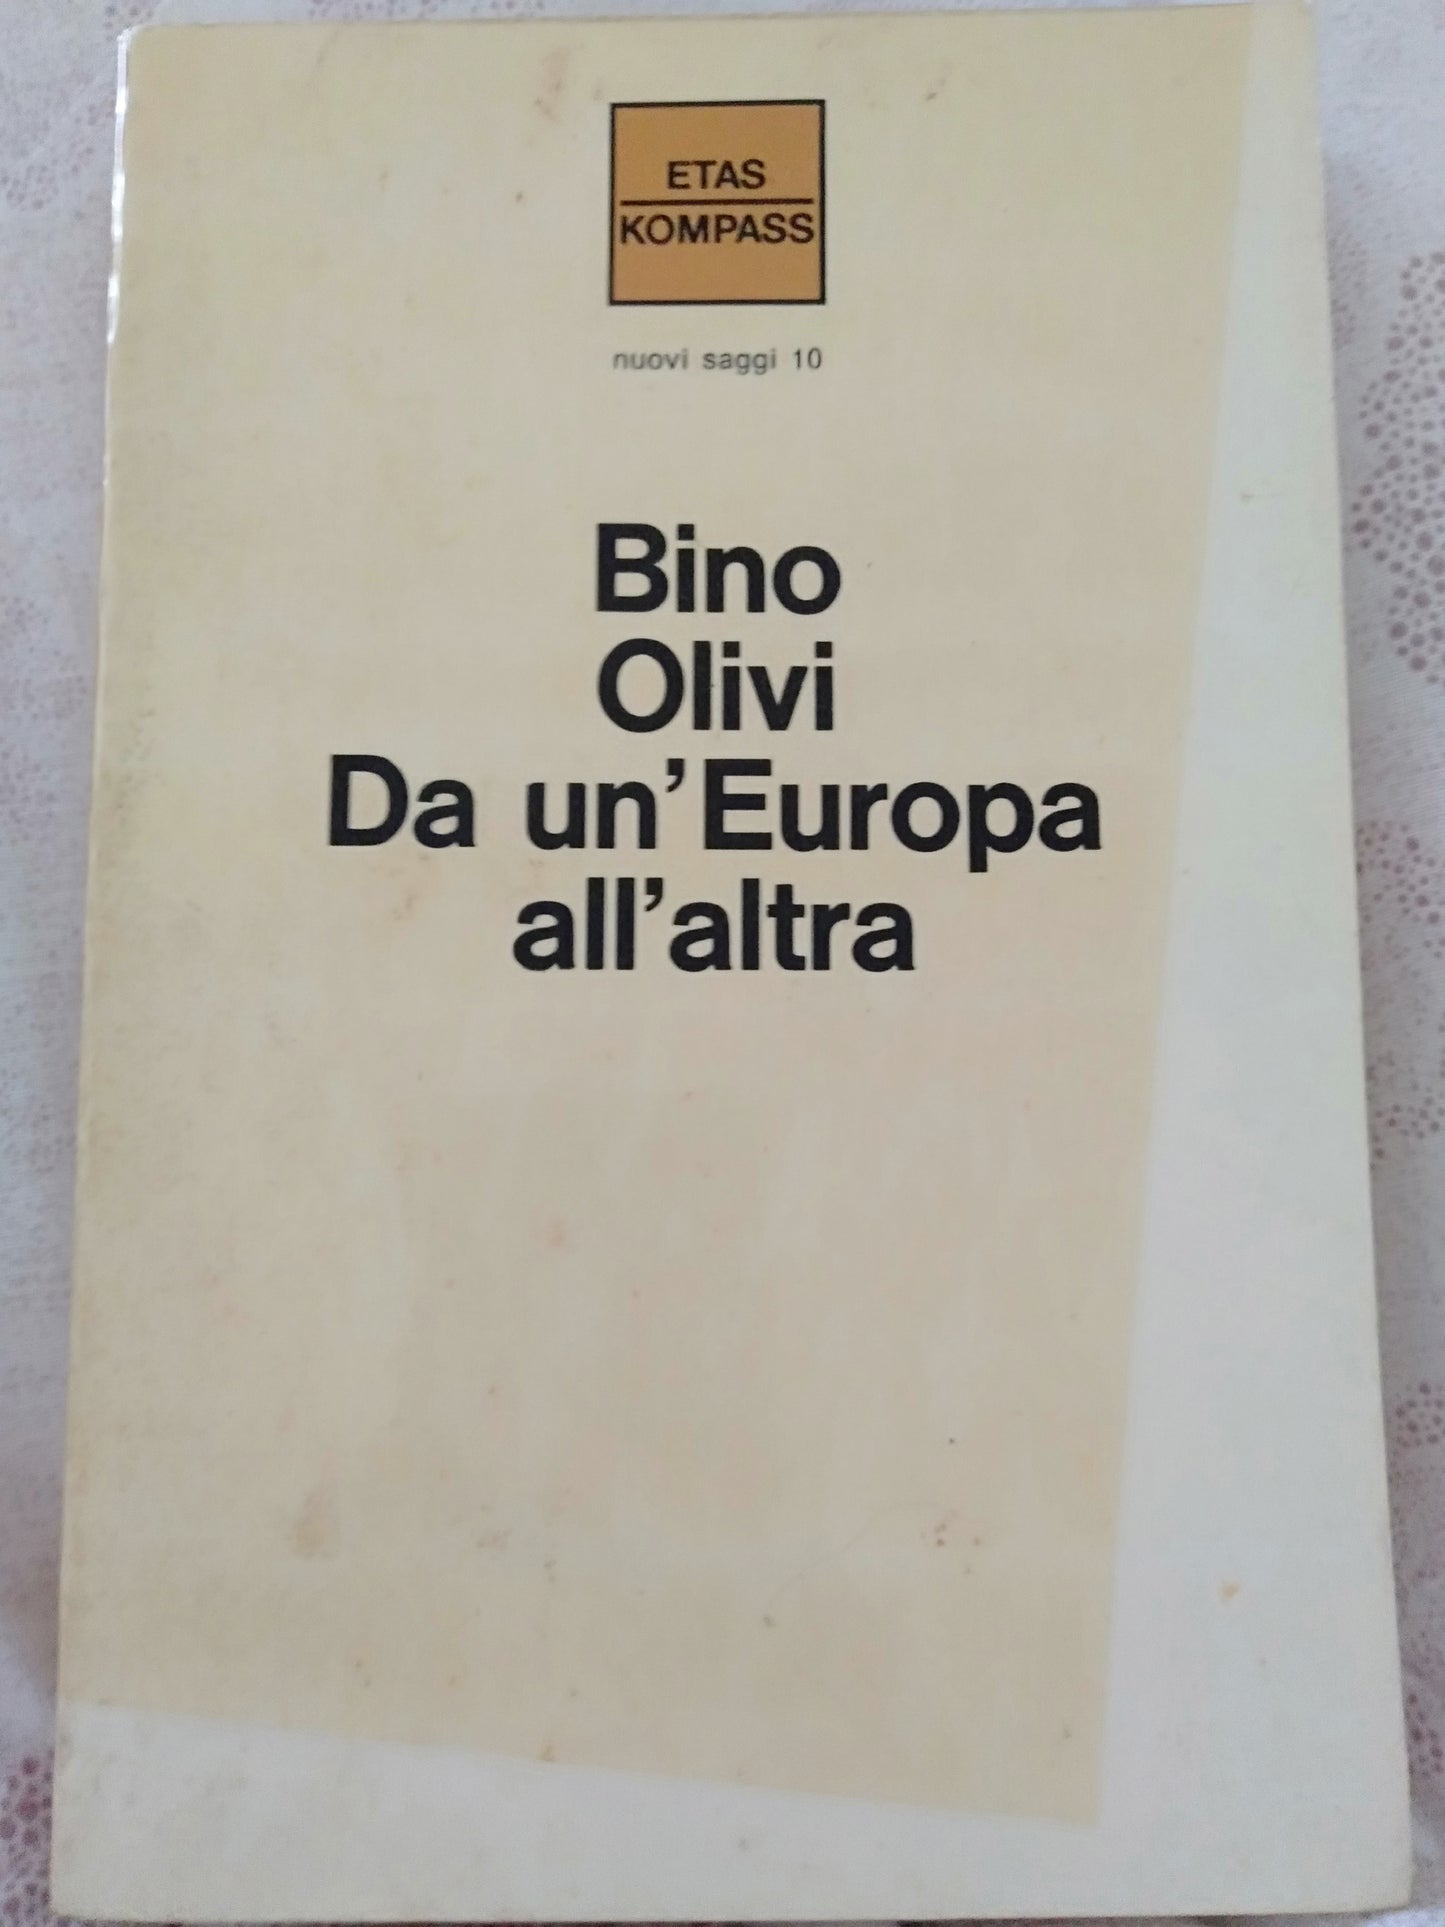 ETAS
KOMPASS
nuovi saggi 10
Bino
Olivi
Da un'Europa
all'altra